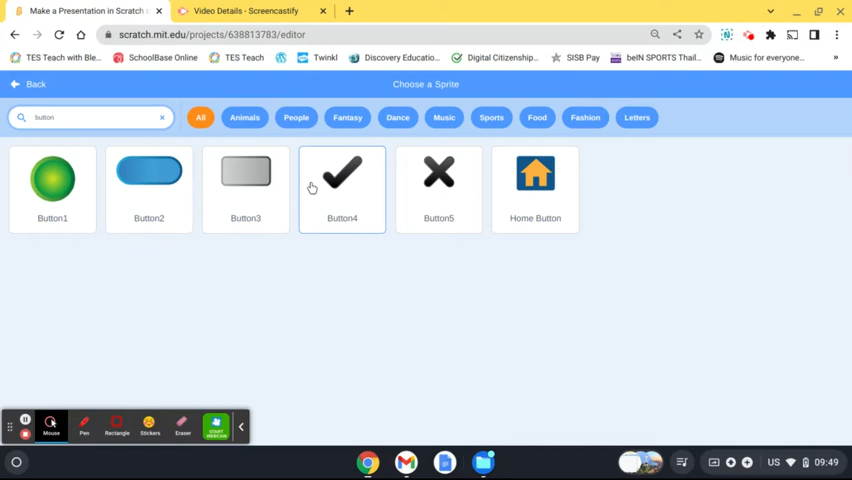 Make a Presentation in Scratch
Video Details - Screencastify
scratch.mit.edu/projects/638813783/editor
TES Teach with Ble...
SchoolBase Online
TES Teach
Twinkl
Discovery Educatio...
Digital Citizenship...
SISB Pay
beIN SPORTS Thail...
Music for everyone...
»
Back
Choose a Sprite
button
All
Animals
People
Fantasy
Dance
Music
Sports
Food
Fashion
Letters
Button1
Button2
Button3
Button4
Button5
Home Button
Mouse
Pen
Rectangle
Stickers
Eraser
START
WEBCAM
US
09:49